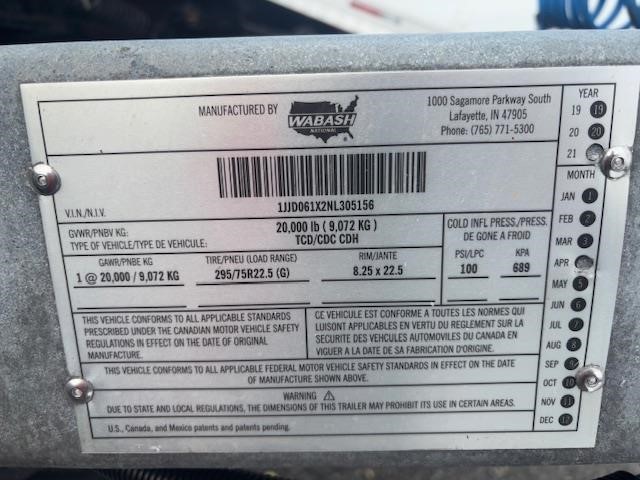 MANUFACTURED BY
WABASH
NATIONAL
1000 Sagamore Parkway South
Lafayette, IN 47905
Phone: (765) 771-5300
YEAR
19 19
20 20
21
MONTH
JAN 1
FEB 2
MAR 3
APR
MAY 5
JUN 6
JUL 7
AUG 8
SEP 9
OCT 10
NOV 11
DEC 12
V.I.N./N.I.V.
1JJD061X2NL305156
GVWR/PNBV KG:
20,000 lb ( 9,072 KG )
TYPE OF VEHICLE/TYPE DE VEHICULE:
TCD/CDC CDH
COLD INFL PRESS./PRESS.
DE GONE A FROID
GAWR/PNBE KG
TIRE/PNEU (LOAD RANGE)
RIM/JANTE
PSI/LPC
KPA
1 @ 20,000 / 9,072 KG
295/75R22.5 (G)
8.25 x 22.5
100
689
THIS VEHICLE CONFORMS TO ALL APPLICABLE STANDARDS
PRESCRIBED UNDER THE CANADIAN MOTOR VEHICLE SAFETY
REGULATIONS IN EFFECT ON THE DATE OF ORIGINAL
MANUFACTURE.
CE VEHICULE EST CONFORME A TOUTES LES NORMES QUI
LUISONT APPLICABLES EN VERTU DU REGLEMENT SUR LA
SECURITE DES VEHICULES AUTOMOBILES DU CANADA EN
VIGUER A LA DATE DE SA FABRICATION D'ORIGINE.
THIS VEHICLE CONFORMS TO ALL APPLICABLE FEDERAL MOTOR VEHICLE SAFETY STANDARDS IN EFFECT ON THE DATE
OF MANUFACTURE SHOWN ABOVE.
WARNING
DUE TO STATE AND LOCAL REGULATIONS, THE DIMENSIONS OF THIS TRAILER MAY PROHIBIT ITS USE IN CERTAIN AREAS.
U.S., Canada, and Mexico patents and patents pending.